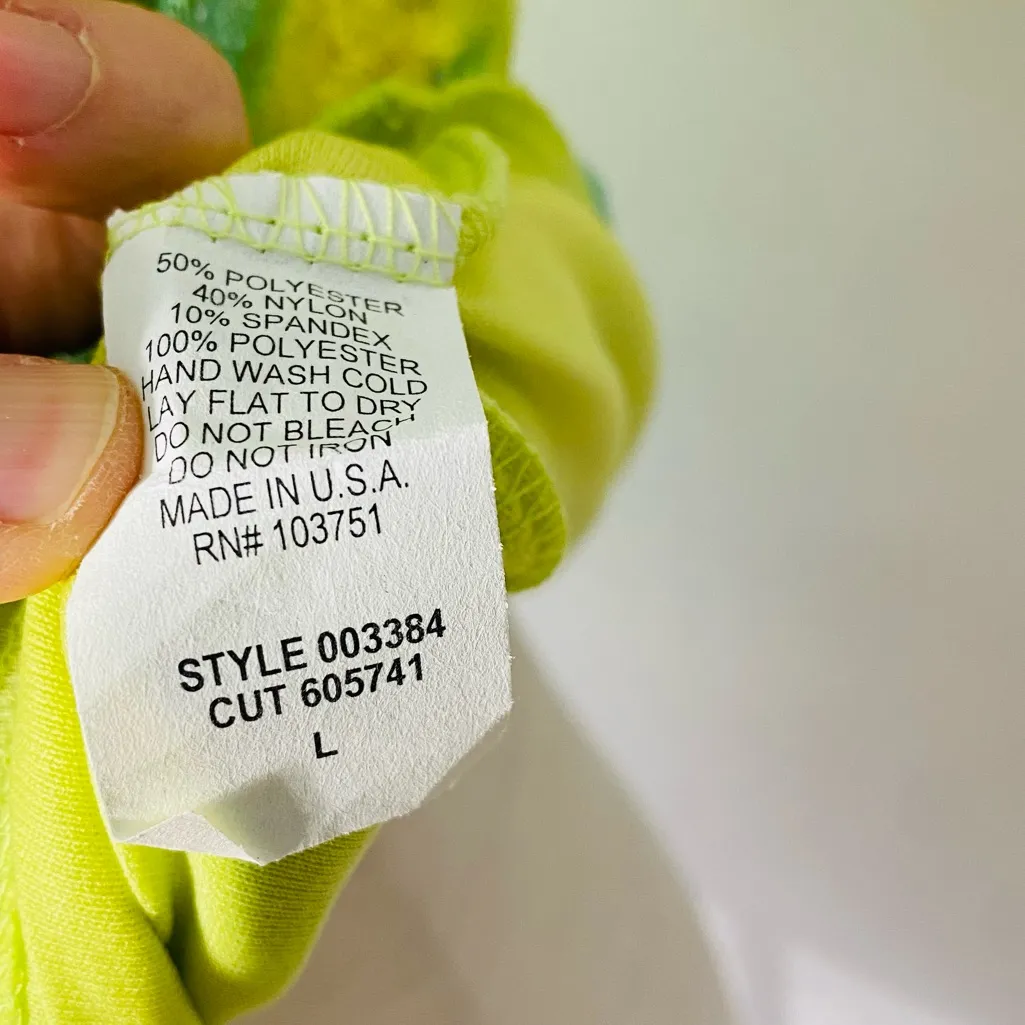 50% POLYESTER
40% NYLON
10% SPANDEX
100% POLYESTER
HAND WASH COLD
LAY FLAT TO DRY
DO NOT BLEACH
DO NOT IRON
MADE IN U.S.A.
RN# 103751
STYLE 003384
CUT 605741
L